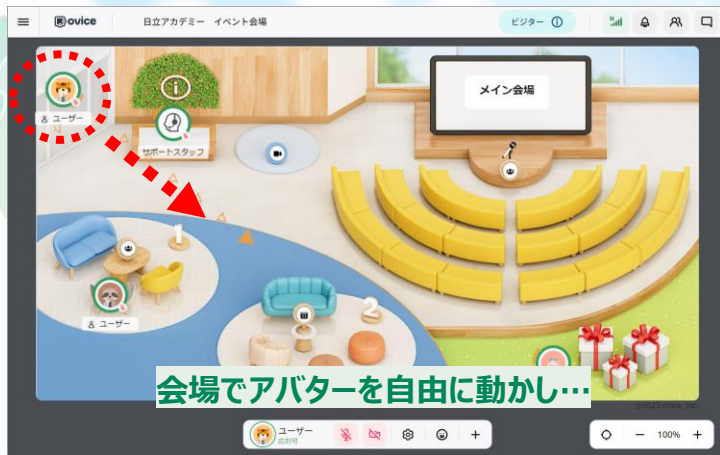 ovice
日立アカデミー イベント会場
ビジター
メイン会場
ユーザー
サポートスタッフ
1
ユーザー
2
会場でアバターを自由に動かし…
©2023 oVice, Inc.
ユーザー
応対可
100%